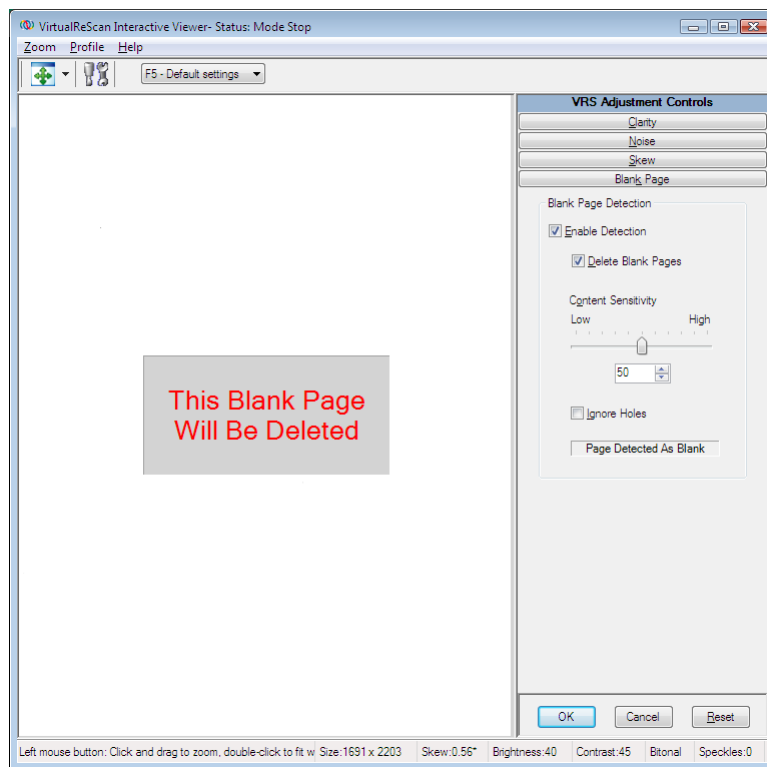 VirtualReScan Interactive Viewer- Status: Mode Stop
Zoom Profile Help
F5 - Default settings
VRS Adjustment Controls
Clarity
Noise
Skew
Blank Page
Blank Page Detection
Enable Detection
Delete Blank Pages
Content Sensitivity
Low High
50
Ignore Holes
Page Detected As Blank
This Blank Page
Will Be Deleted
OK Cancel Reset
Left mouse button: Click and drag to zoom, double-click to fit w Size:1691 x 2203 Skew:0.56° Brightness:40 Contrast:45 Bitonal Speckles:0